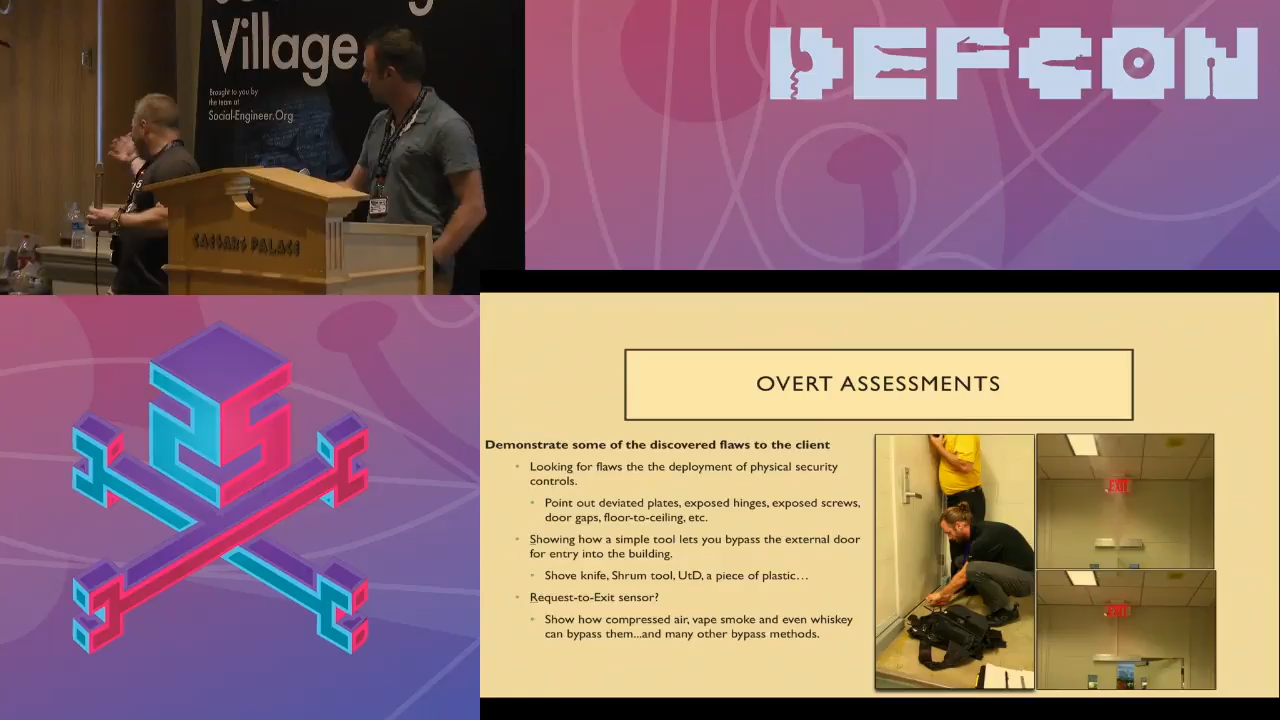 Village.
Brought to you by
the team at
Social-Engineer.Org
CAESARS PALACE
DEFCON
OVERT ASSESSMENTS
Demonstrate some of the discovered flaws to the client
Looking for flaws the the deployment of physical security
controls.
Point out deviated plates, exposed hinges, exposed screws,
door gaps, floor-to-ceiling, etc.
Showing how a simple tool lets you bypass the external door
for entry into the building.
Shove knife, Shrum tool, UtD, a piece of plastic…
Request-to-Exit sensor?
Show how compressed air, vape smoke and even whiskey
can bypass them...and many other bypass methods.
EXIT
EXIT